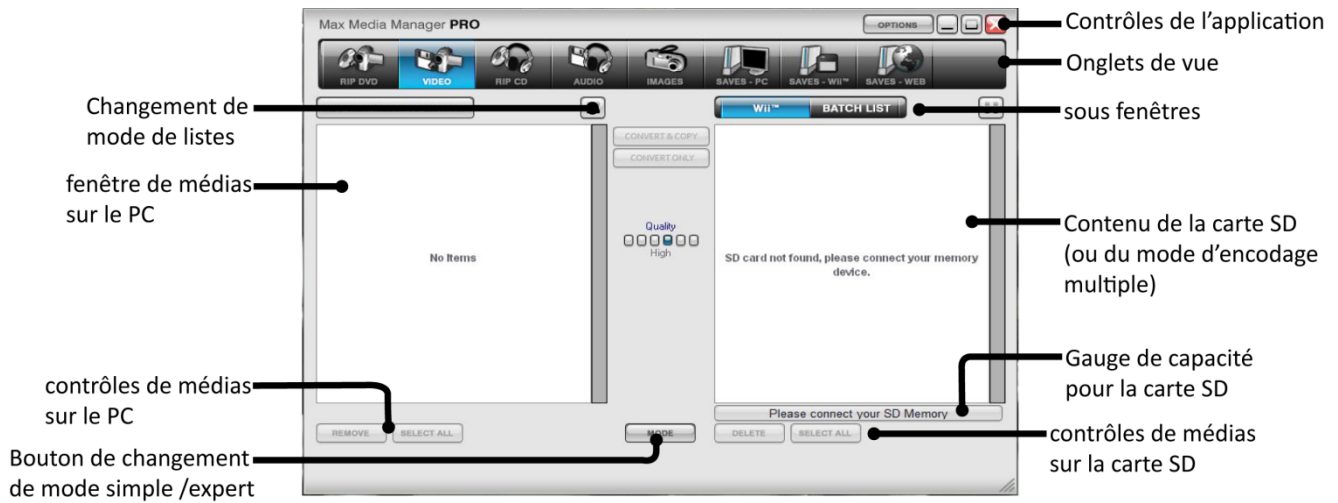 Max Media Manager PRO
OPTIONS
Contrôles de l’application
RIP DVD
VIDEO
RIP CD
AUDIO
IMAGES
SAVES - PC
SAVES - Wii™
SAVES - WEB
Onglets de vue
Changement de
mode de listes
Wii™
BATCH LIST
sous fenêtres
CONVERT & COPY
CONVERT ONLY
fenêtre de médias
sur le PC
Quality
High
No Items
SD card not found, please connect your memory
device.
Contenu de la carte SD
(ou du mode d’encodage
multiple)
Gauge de capacité
pour la carte SD
contrôles de médias
sur le PC
Please connect your SD Memory
REMOVE
SELECT ALL
MODE
DELETE
SELECT ALL
contrôles de médias
sur la carte SD
Bouton de changement
de mode simple /expert